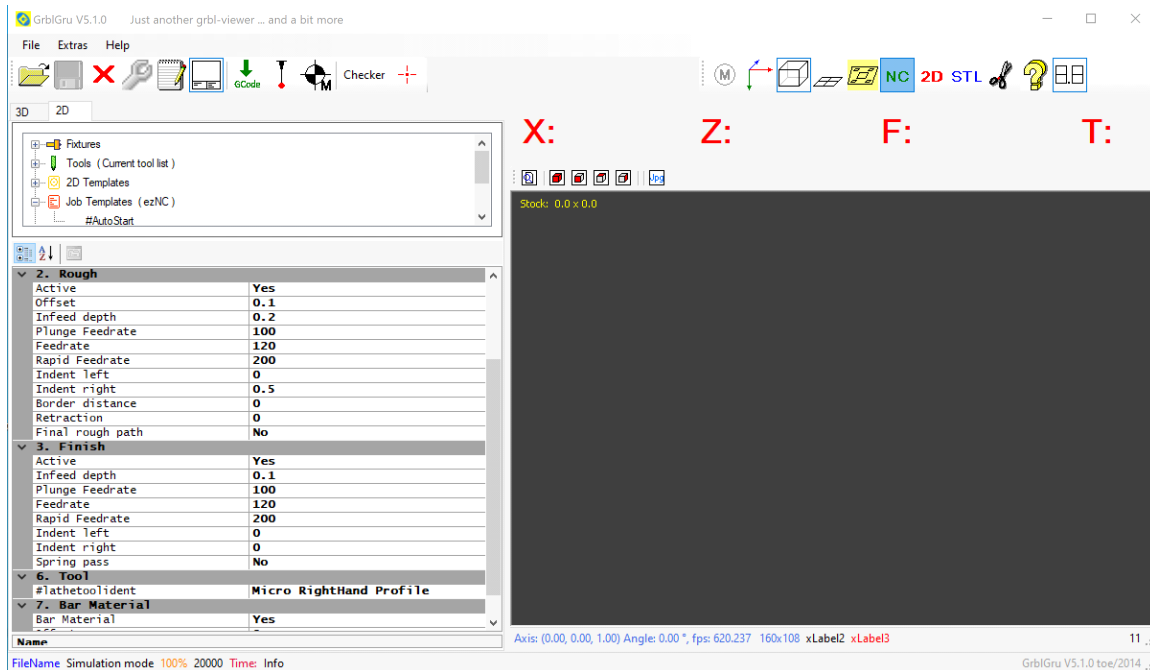 GrblGru V5.1.0 Just another grbl-viewer ... and a bit more
File Extras Help
GCode M Checker M NC 2D STL
3D 2D
Fixtures
Tools ( Current tool list )
2D Templates
Job Templates ( ezNC )
#AutoStart
X: Z: F: T:
Jpg
Stock: 0.0 x 0.0
2. Rough
Active Yes
Offset 0.1
Infeed depth 0.2
Plunge Feedrate 100
Feedrate 120
Rapid Feedrate 200
Indent left 0
Indent right 0.5
Border distance 0
Retraction 0
Final rough path No
3. Finish
Active Yes
Infeed depth 0.1
Plunge Feedrate 100
Feedrate 120
Rapid Feedrate 200
Indent left 0
Indent right 0
Spring pass No
6. Tool
#lathetoolident Micro RightHand Profile
7. Bar Material
Bar Material Yes
Name
Axis: (0.00, 0.00, 1.00) Angle: 0.00 °, fps: 620.237 160x108 xLabel2 xLabel3 11
FileName Simulation mode 100% 20000 Time: Info
GrblGru V5.1.0 toe/2014